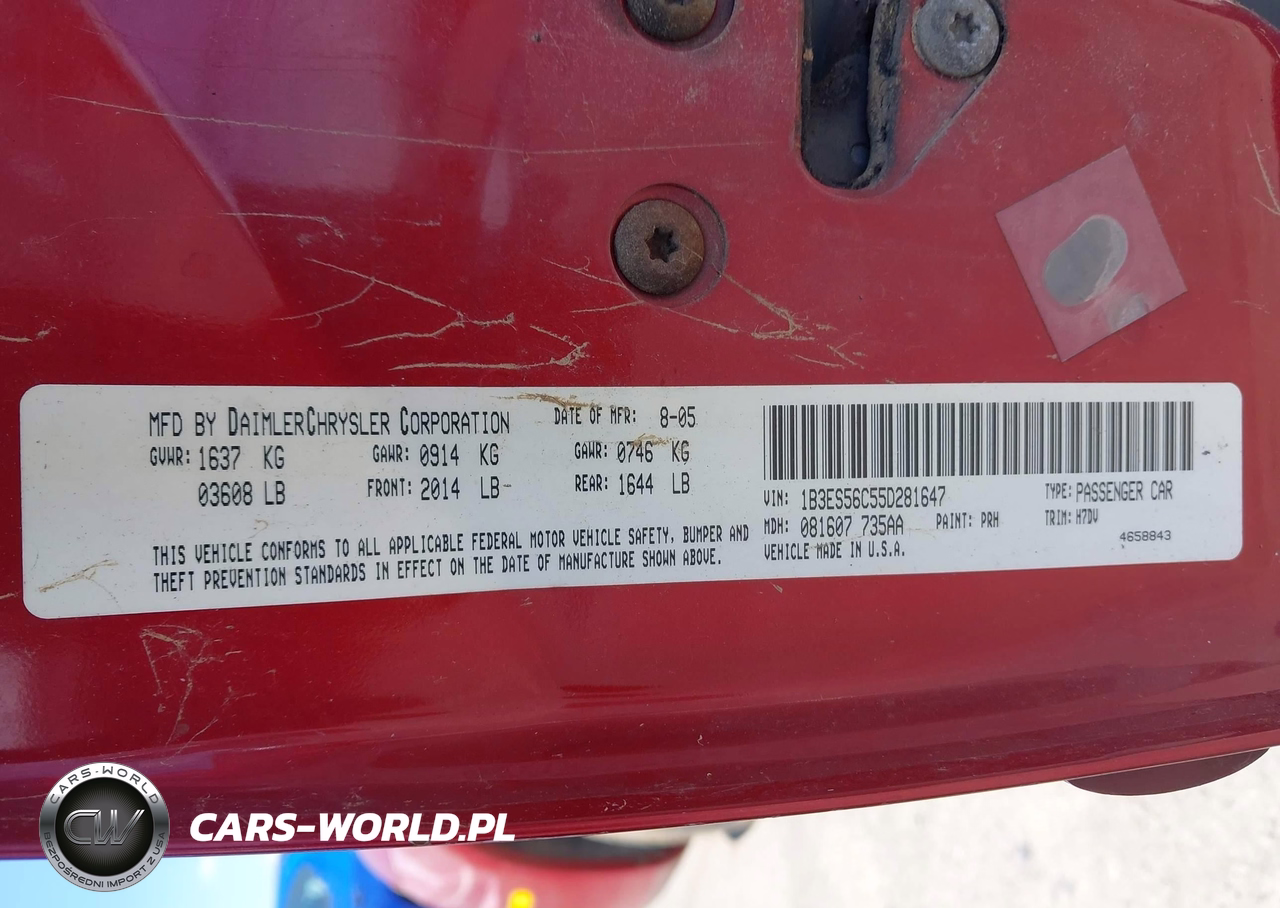 MFD BY DAIMLERCHRYSLER CORPORATION DATE OF MFR: 8-05
GVWR: 1637 KG GAWR: 0914 KG GAWR: 0746 KG
03608 LB FRONT: 2014 LB REAR: 1644 LB
THIS VEHICLE CONFORMS TO ALL APPLICABLE FEDERAL MOTOR VEHICLE SAFETY, BUMPER AND
THEFT PREVENTION STANDARDS IN EFFECT ON THE DATE OF MANUFACTURE SHOWN ABOVE.
VIN: 1B3ES56C55D281647 TYPE: PASSENGER CAR
MDH: 081607 735AA PAINT: PRH TRIM: H7DV
VEHICLE MADE IN U.S.A. 4658843
CARS-WORLD
CW
BEZPOŚREDNI IMPORT Z USA
CARS-WORLD.PL